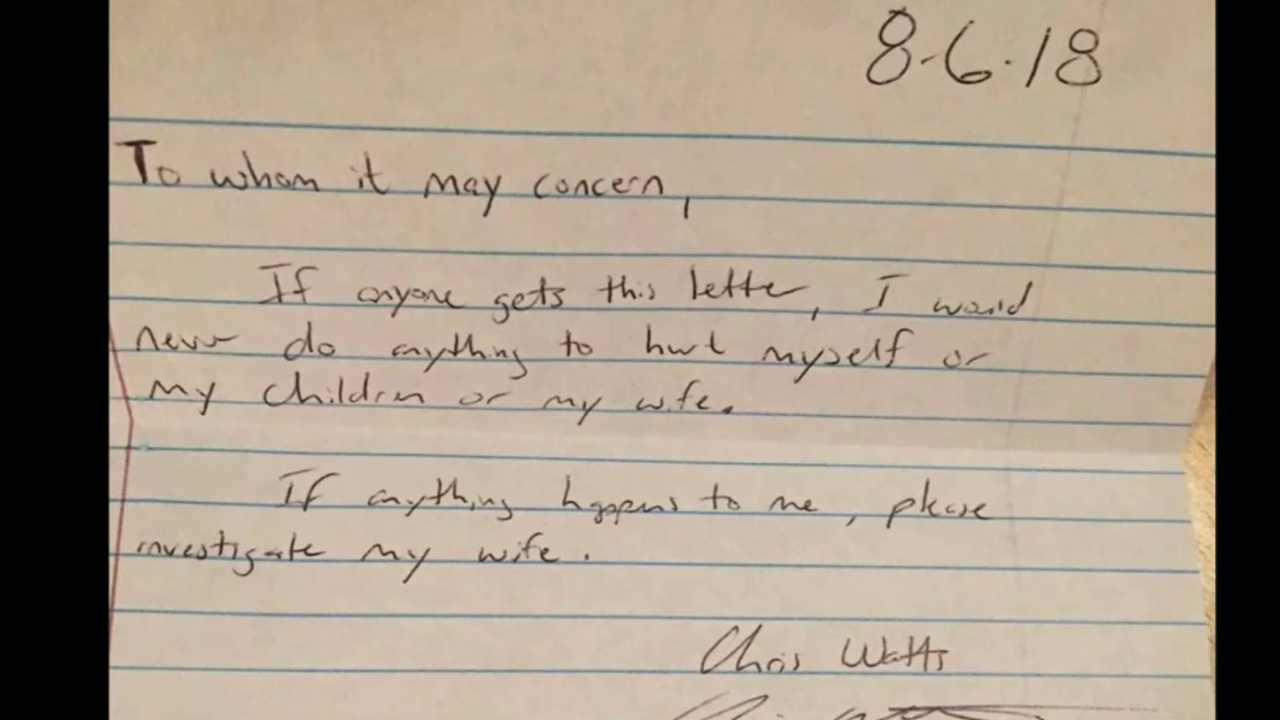 8-6-18
To whom it may concern,
If anyone gets this letter, I would
never do anything to hurt myself or
my children or my wife.
If anything happens to me, please
investigate my wife.
Chris Watts